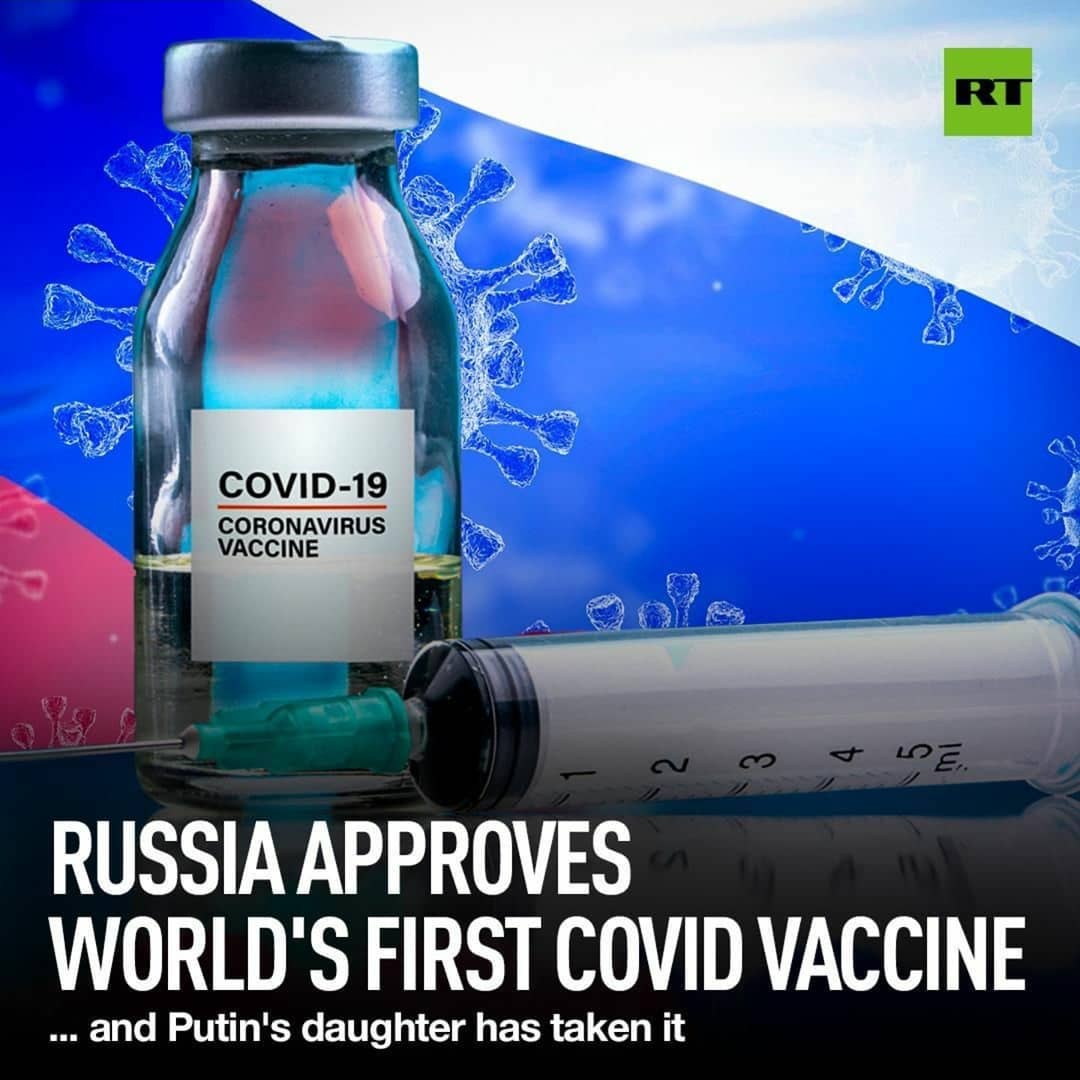 RT
COVID-19
CORONAVIRUS
VACCINE
1 2 3 4 5 ml
RUSSIA APPROVES
WORLD'S FIRST COVID VACCINE
... and Putin's daughter has taken it